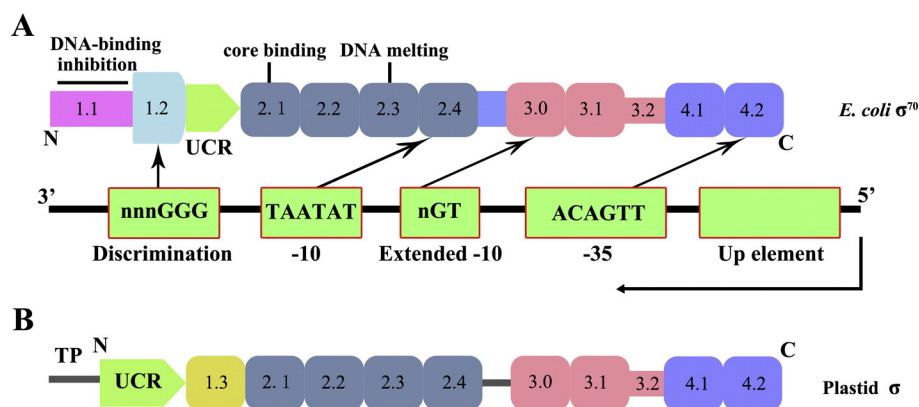 A
DNA-binding
inhibition
core binding
DNA melting
1.1
1.2
2. 1
2.2
2.3
2.4
3.0
3.1
3.2
4.1
4.2
E. coli σ⁷⁰
N
UCR
C
3’
5’
nnnGGG
TAATAT
nGT
ACAGTT
Discrimination
-10
Extended -10
-35
Up element
B
TP
N
C
UCR
1.3
2. 1
2.2
2.3
2.4
3.0
3.1
3.2
4.1
4.2
Plastid σ